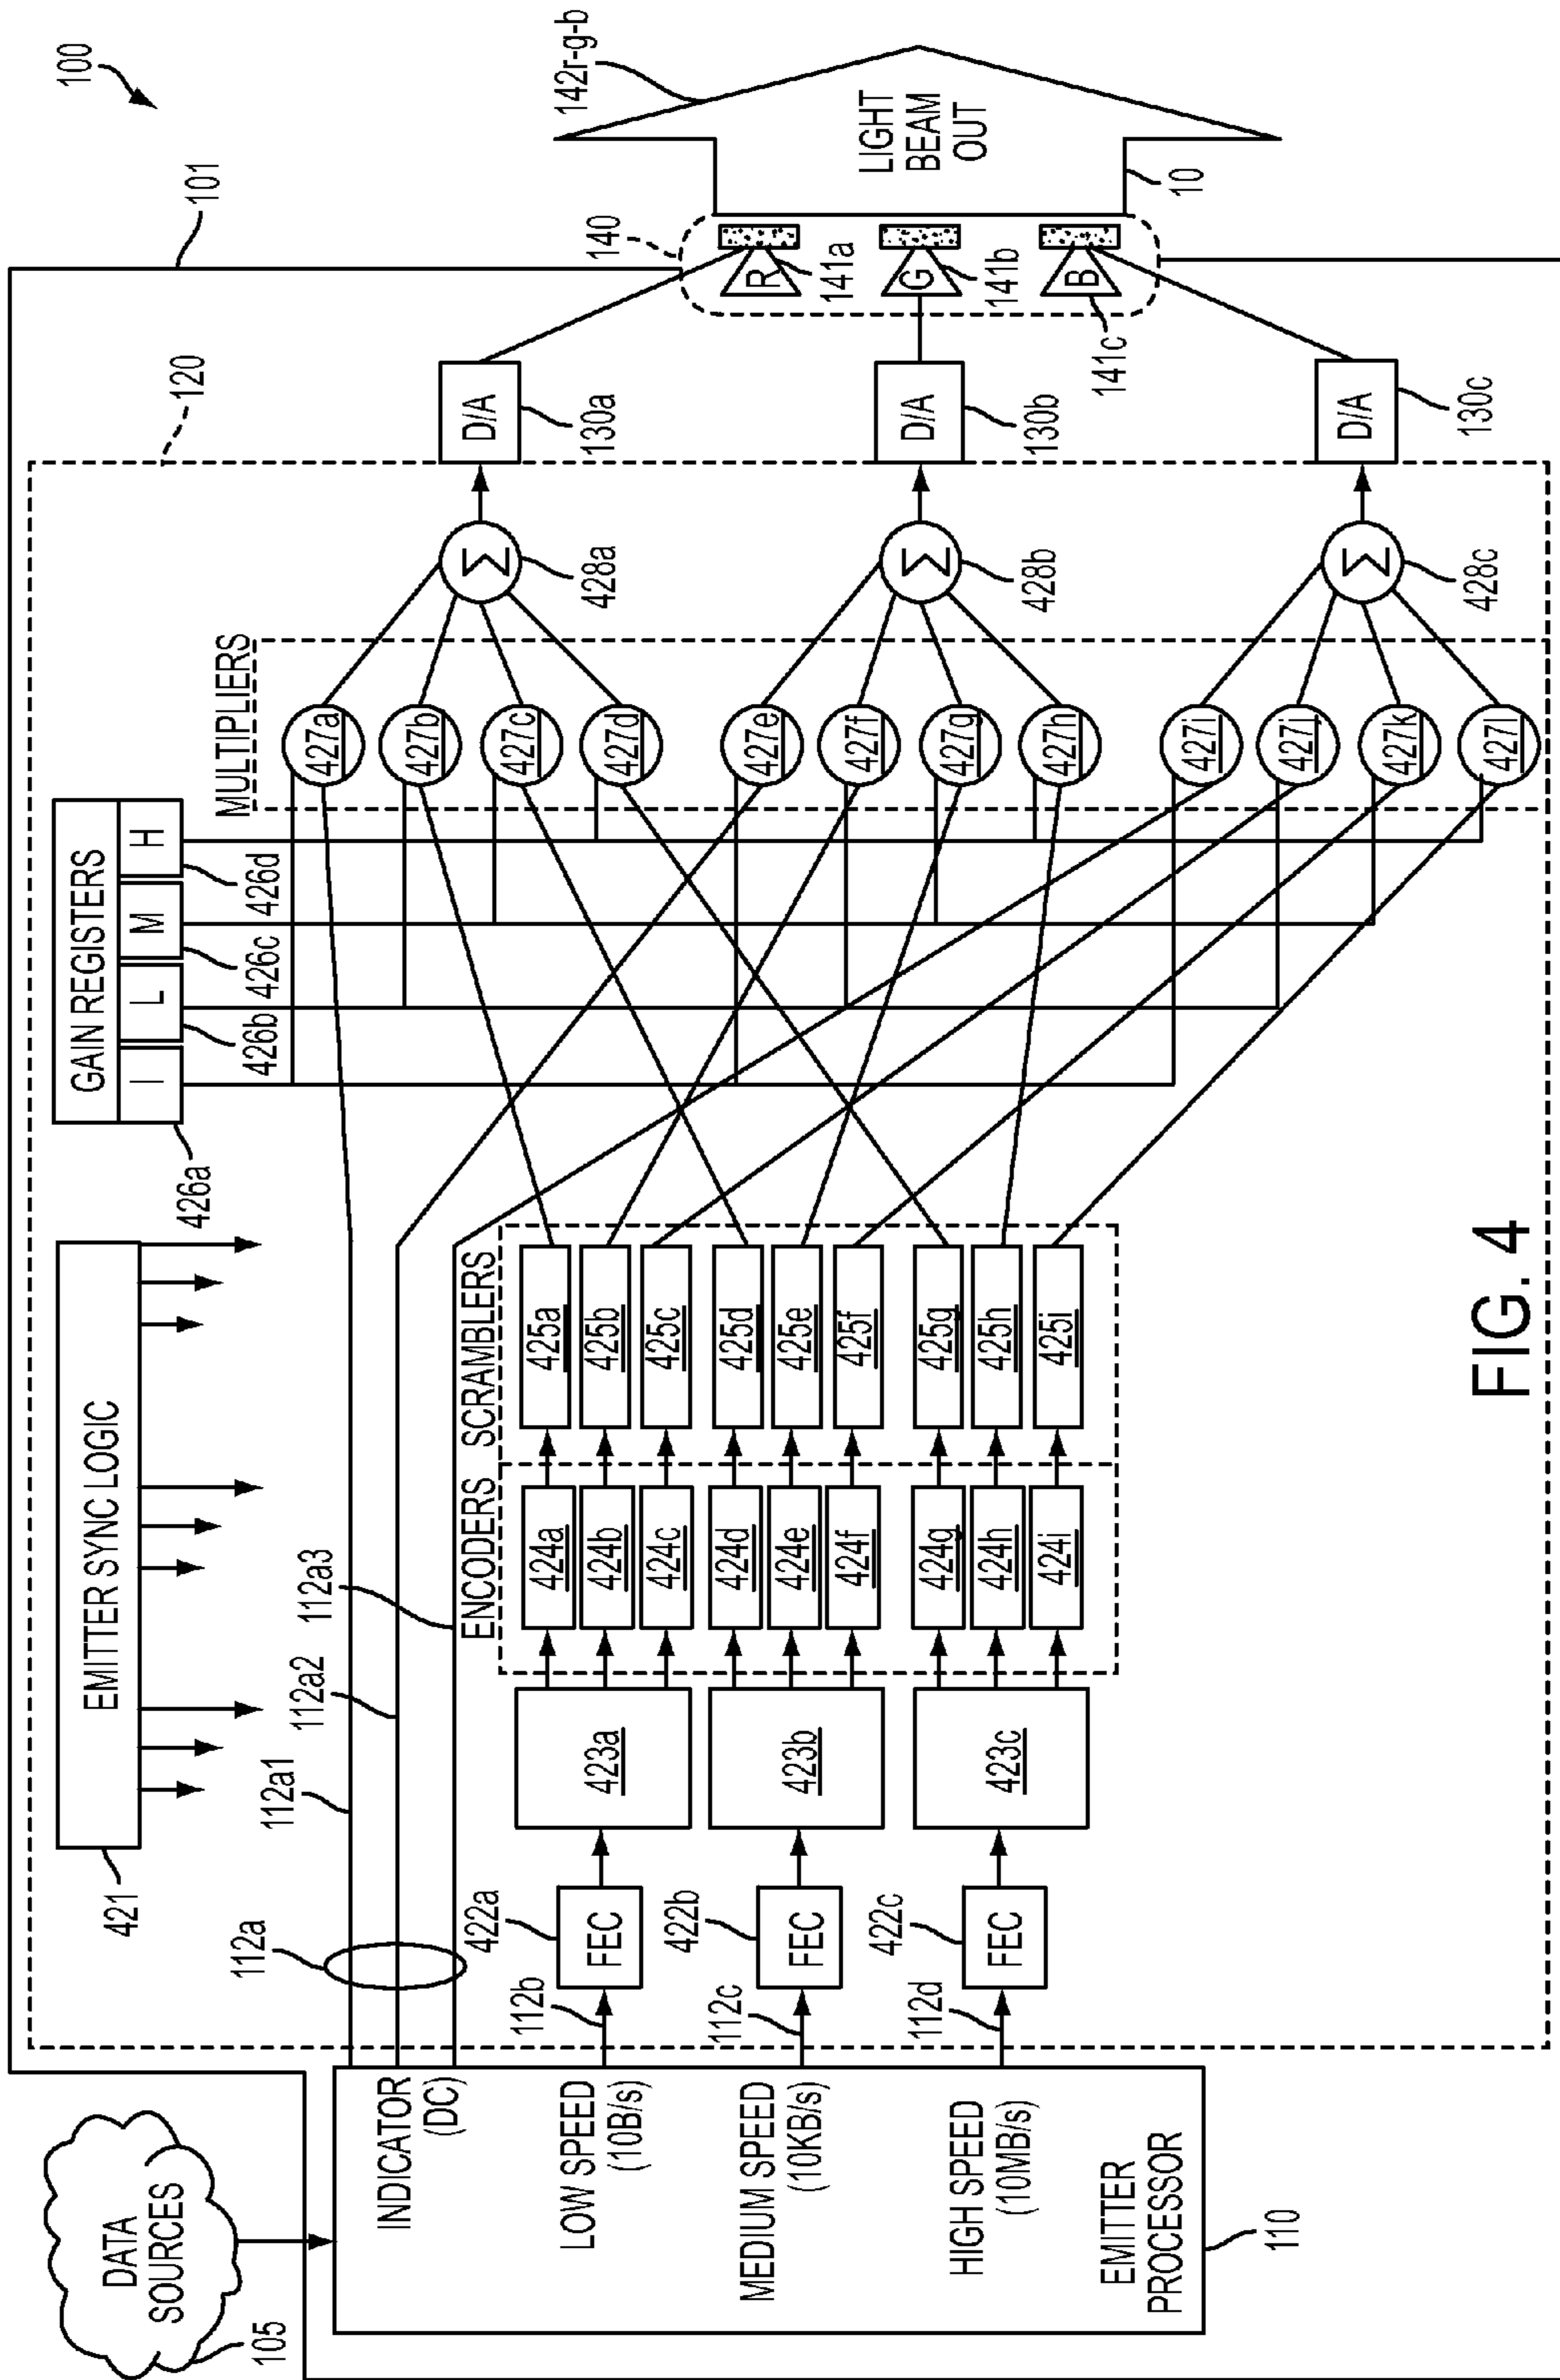 100
101
120
140
142r-g-b
DATA
SOURCES
105
INDICATOR
(DC)
LOW SPEED
(10B/s)
MEDIUM SPEED
(10KB/s)
HIGH SPEED
(10MB/s)
EMITTER
PROCESSOR
110
EMITTER SYNC LOGIC
421
112a
112a1
112a2
112a3
112b
112c
112d
422a
FEC
422b
FEC
422c
FEC
423a
423b
423c
ENCODERS
424a
424b
424c
424d
424e
424f
424g
424h
424i
SCRAMBLERS
425a
425b
425c
425d
425e
425f
425g
425h
425i
GAIN REGISTERS
I L M H
426a
426b
426c
426d
MULTIPLIERS
427a
427b
427c
427d
427e
427f
427g
427h
427i
427j
427k
427l
Σ
428a
Σ
428b
Σ
428c
D/A
130a
D/A
130b
D/A
130c
R
141a
G
141b
B
141c
LIGHT
BEAM
OUT
10
FIG. 4